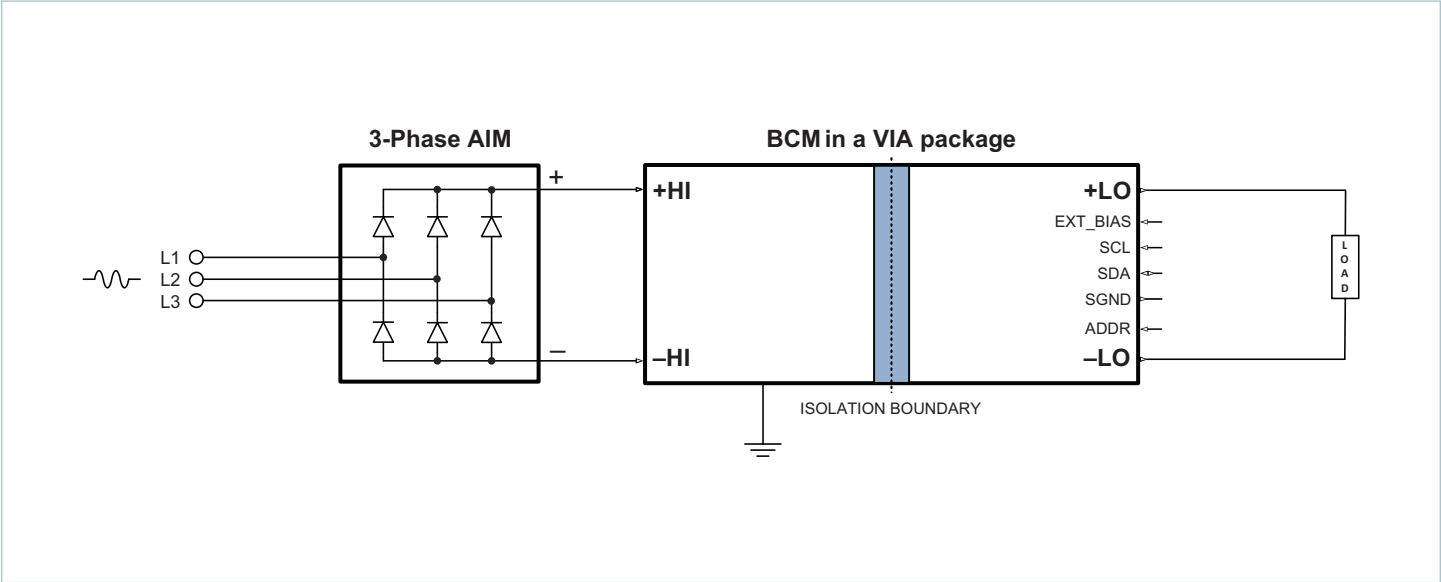 3-Phase AIM
BCM in a VIA package
+
–
L1
L2
L3
+HI
–HI
+LO
EXT_BIAS
SCL
SDA
SGND
ADDR
–LO
LOAD
ISOLATION BOUNDARY